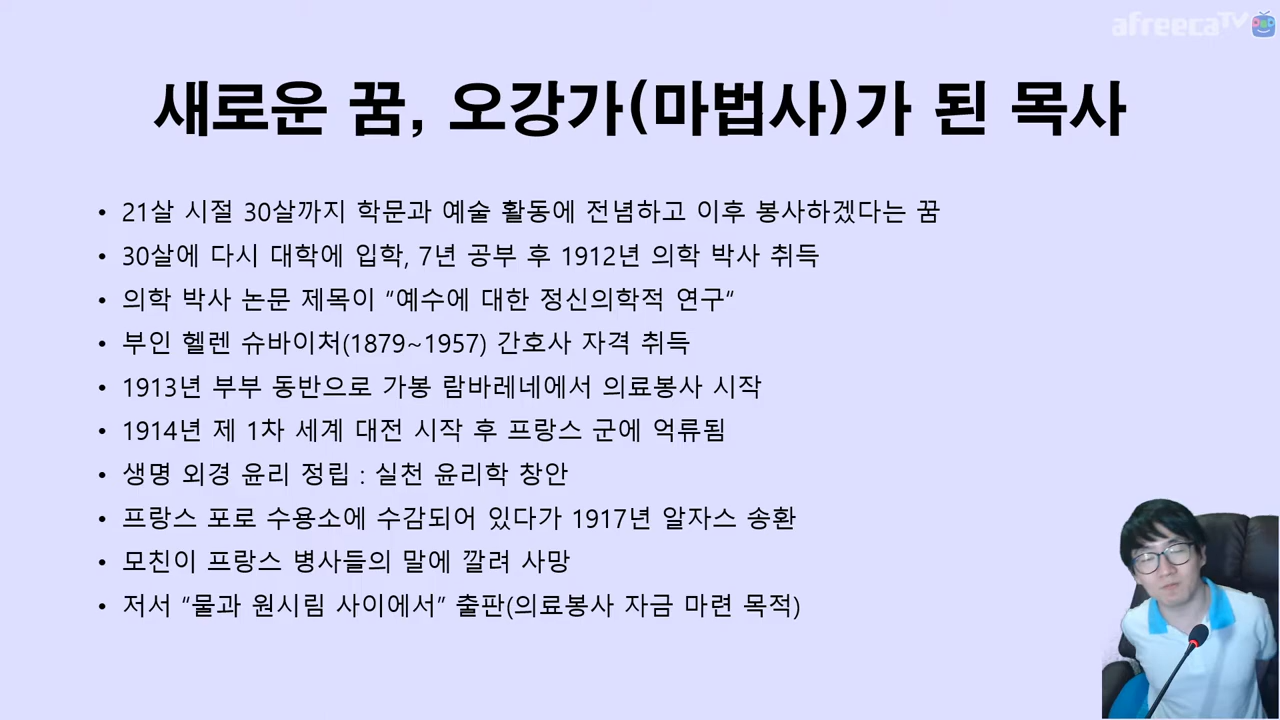 afreecaTV
새로운 꿈, 오강가(마법사)가 된 목사
• 21살 시절 30살까지 학문과 예술 활동에 전념하고 이후 봉사하겠다는 꿈
• 30살에 다시 대학에 입학, 7년 공부 후 1912년 의학 박사 취득
• 의학 박사 논문 제목이 “예수에 대한 정신의학적 연구“
• 부인 헬렌 슈바이처(1879~1957) 간호사 자격 취득
• 1913년 부부 동반으로 가봉 람바레네에서 의료봉사 시작
• 1914년 제 1차 세계 대전 시작 후 프랑스 군에 억류됨
• 생명 외경 윤리 정립 : 실천 윤리학 창안
• 프랑스 포로 수용소에 수감되어 있다가 1917년 알자스 송환
• 모친이 프랑스 병사들의 말에 깔려 사망
• 저서 “물과 원시림 사이에서” 출판(의료봉사 자금 마련 목적)